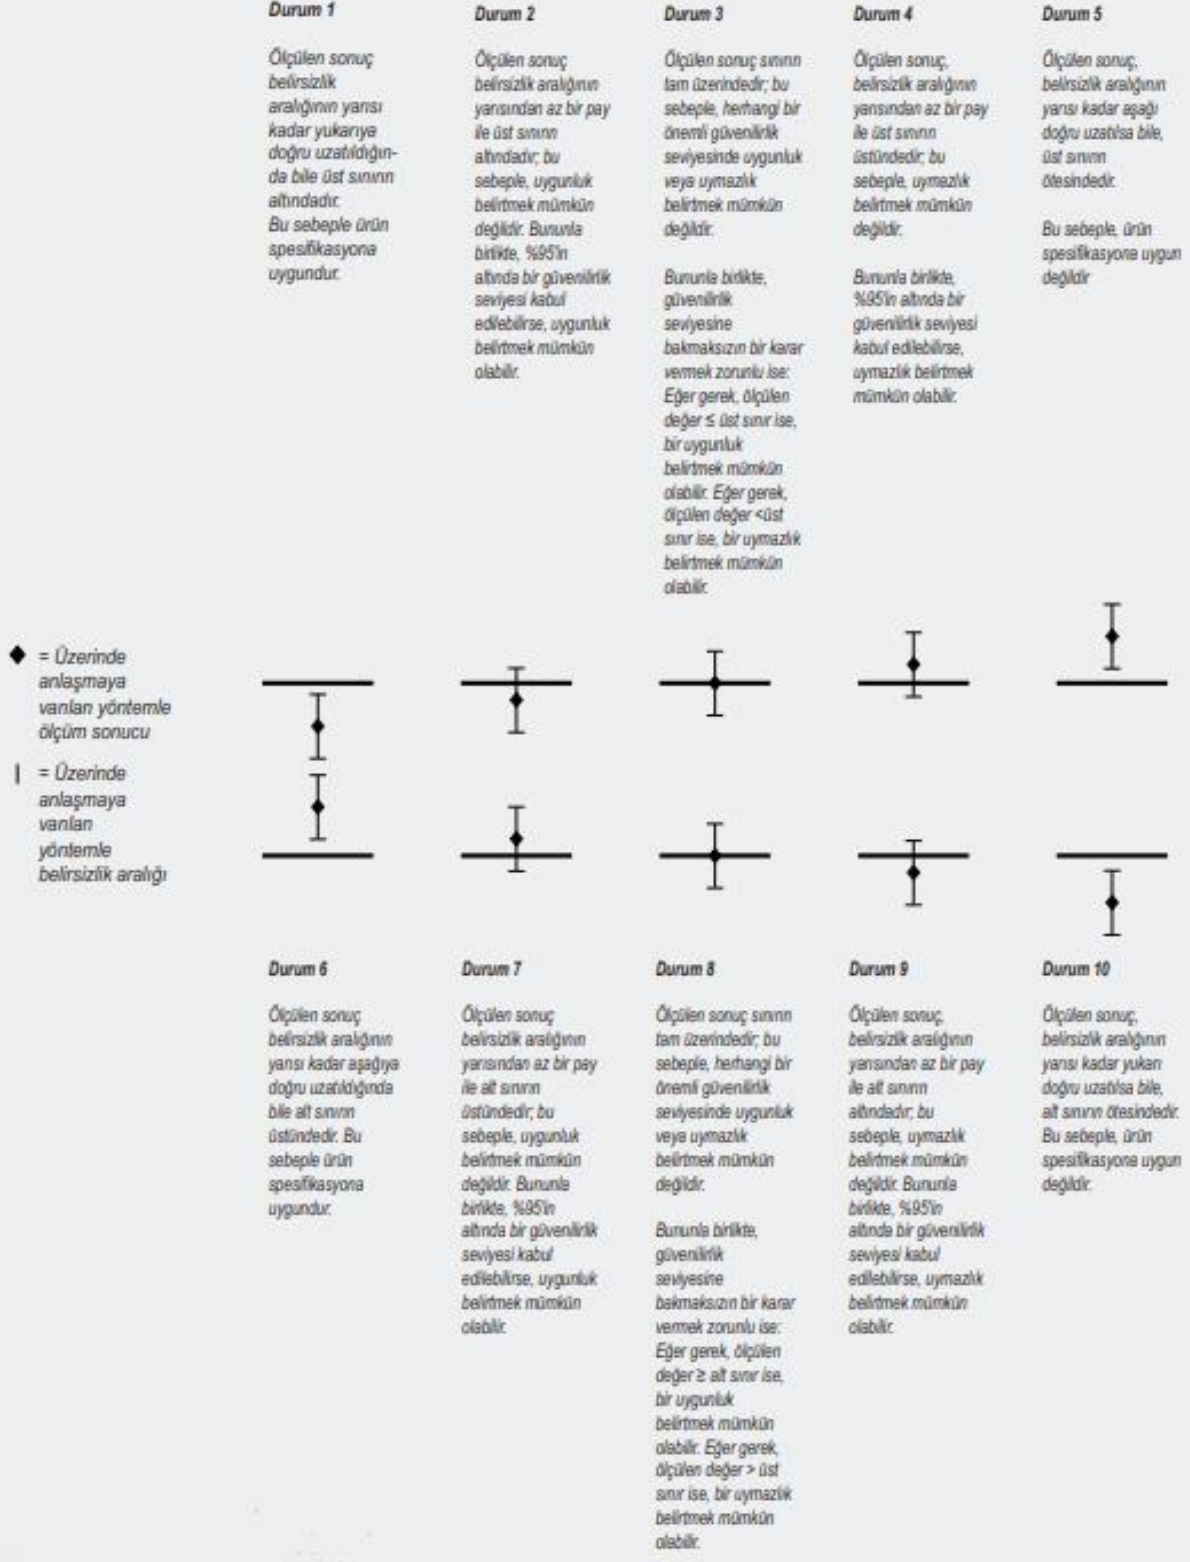 Durum 1
Ölçülen sonuç
belirsizlik
aralığının yarısı
kadar yukarıya
doğru uzatıldığın-
da bile üst sınırın
altındadır.
Bu sebeple ürün
spesifikasyona
uygundur.
Durum 2
Ölçülen sonuç
belirsizlik aralığının
yarısından az bir pay
ile üst sınırın
altındadır; bu
sebeple, uygunluk
belirtmek mümkün
değildir. Bununla
birlikte, %95'in
altında bir güvenilirlik
seviyesi kabul
edilebilirse, uygunluk
belirtmek mümkün
olabilir.
Durum 3
Ölçülen sonuç sınırın
tam üzerindedir; bu
sebeple, herhangi bir
önemli güvenilirlik
seviyesinde uygunluk
veya uymazlık
belirtmek mümkün
değildir.
Bununla birlikte,
güvenilirlik
seviyesine
bakmaksızın bir karar
vermek zorunlu ise:
Eğer gerek, ölçülen
değer ≤ üst sınır ise,
bir uygunluk
belirtmek mümkün
olabilir. Eğer gerek,
ölçülen değer <üst
sınır ise, bir uymazlık
belirtmek mümkün
olabilir.
Durum 4
Ölçülen sonuç,
belirsizlik aralığının
yarısından az bir pay
ile üst sınırın
üstündedir; bu
sebeple, uymazlık
belirtmek mümkün
değildir.
Bununla birlikte,
%95'in altında bir
güvenilirlik seviyesi
kabul edilebilirse,
uymazlık belirtmek
mümkün olabilir.
Durum 5
Ölçülen sonuç,
belirsizlik aralığının
yarısı kadar aşağı
doğru uzatılsa bile,
üst sınırın
ötesindedir.
Bu sebeple, ürün
spesifikasyona uygun
değildir
= Üzerinde
anlaşmaya
varılan yöntemle
ölçüm sonucu
= Üzerinde
anlaşmaya
varılan
yöntemle
belirsizlik aralığı
Durum 6
Ölçülen sonuç
belirsizlik aralığının
yarısı kadar aşağıya
doğru uzatıldığında
bile alt sınırın
üstündedir. Bu
sebeple ürün
spesifikasyona
uygundur.
Durum 7
Ölçülen sonuç
belirsizlik aralığının
yarısından az bir pay
ile alt sınırın
üstündedir; bu
sebeple, uygunluk
belirtmek mümkün
değildir. Bununla
birlikte, %95'in
altında bir güvenilirlik
seviyesi kabul
edilebilirse, uygunluk
belirtmek mümkün
olabilir.
Durum 8
Ölçülen sonuç sınırın
tam üzerindedir; bu
sebeple, herhangi bir
önemli güvenilirlik
seviyesinde uygunluk
veya uymazlık
belirtmek mümkün
değildir.
Bununla birlikte,
güvenilirlik
seviyesine
bakmaksızın bir karar
vermek zorunlu ise:
Eğer gerek, ölçülen
değer ≥ alt sınır ise,
bir uygunluk
belirtmek mümkün
olabilir. Eğer gerek,
ölçülen değer > üst
sınır ise, bir uymazlık
belirtmek mümkün
olabilir.
Durum 9
Ölçülen sonuç,
belirsizlik aralığının
yarısından az bir pay
ile alt sınırın
altındadır; bu
sebeple, uymazlık
belirtmek mümkün
değildir. Bununla
birlikte, %95'in
altında bir güvenilirlik
seviyesi kabul
edilebilirse, uymazlık
belirtmek mümkün
olabilir.
Durum 10
Ölçülen sonuç,
belirsizlik aralığının
yarısı kadar yukarı
doğru uzatılsa bile,
alt sınırın ötesindedir.
Bu sebeple, ürün
spesifikasyona uygun
değildir.